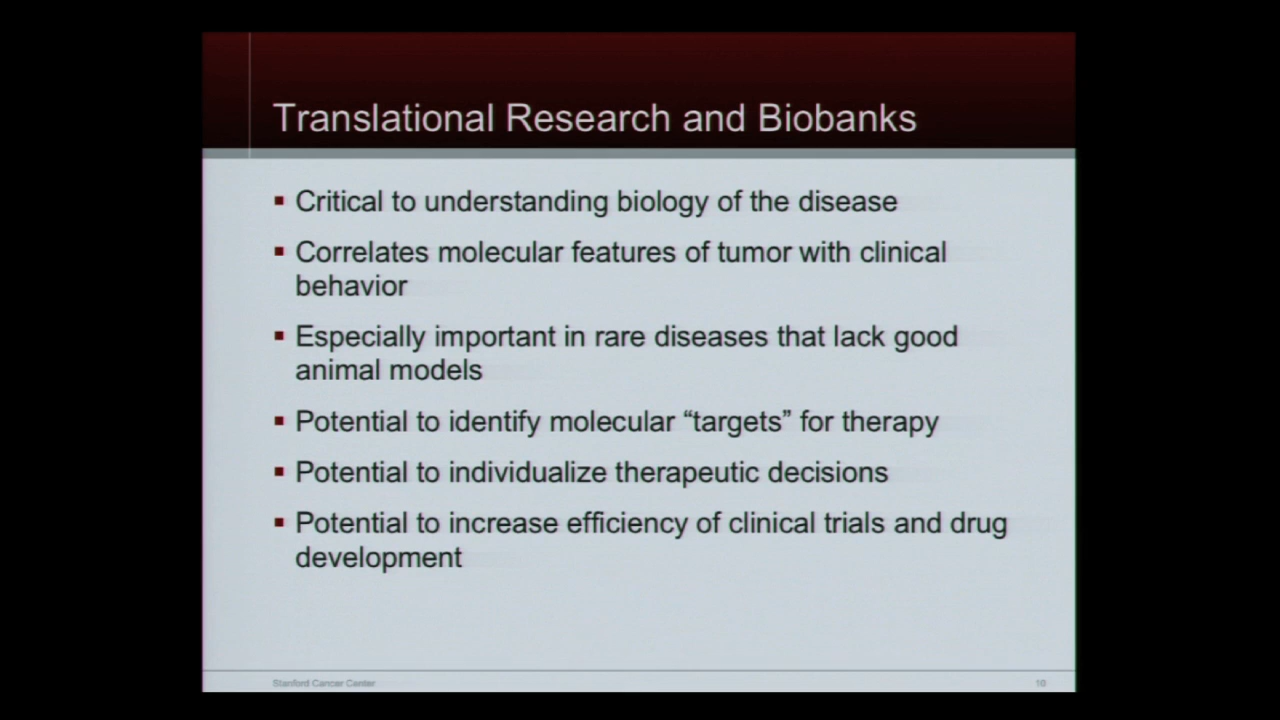 Translational Research and Biobanks
▪ Critical to understanding biology of the disease
▪ Correlates molecular features of tumor with clinical
behavior
▪ Especially important in rare diseases that lack good
animal models
▪ Potential to identify molecular “targets” for therapy
▪ Potential to individualize therapeutic decisions
▪ Potential to increase efficiency of clinical trials and drug
development
Stanford Cancer Center
10